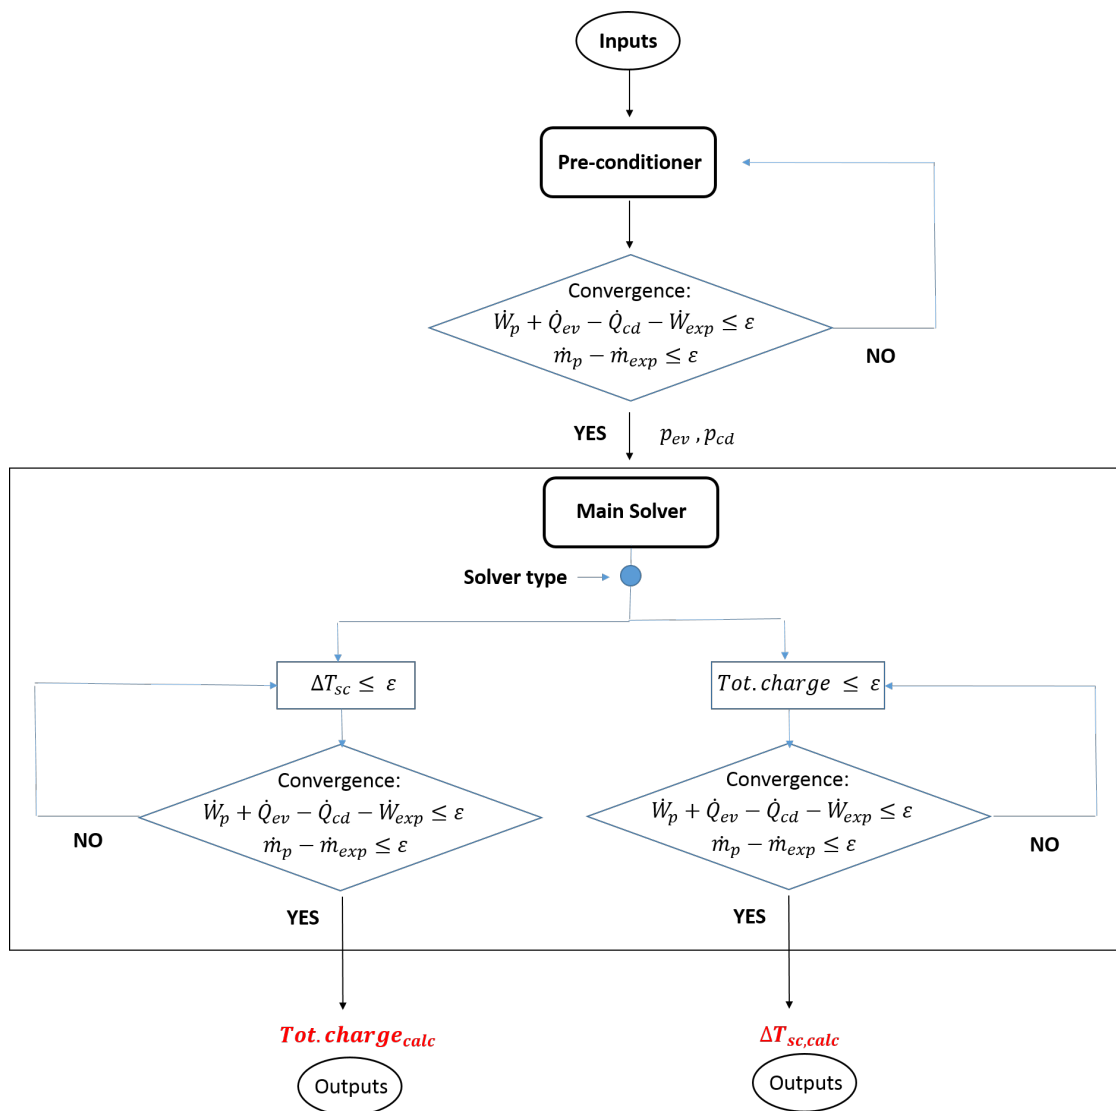 Inputs
Pre-conditioner
Convergence:
Ẇ_p + Q̇_ev − Q̇_cd − Ẇ_exp ≤ ε
ṁ_p − ṁ_exp ≤ ε
NO
YES
p_ev , p_cd
Main Solver
Solver type
ΔT_sc ≤ ε
Tot. charge ≤ ε
Convergence:
Ẇ_p + Q̇_ev − Q̇_cd − Ẇ_exp ≤ ε
ṁ_p − ṁ_exp ≤ ε
NO
YES
Convergence:
Ẇ_p + Q̇_ev − Q̇_cd − Ẇ_exp ≤ ε
ṁ_p − ṁ_exp ≤ ε
NO
YES
Tot. charge_calc
ΔT_sc,calc
Outputs
Outputs